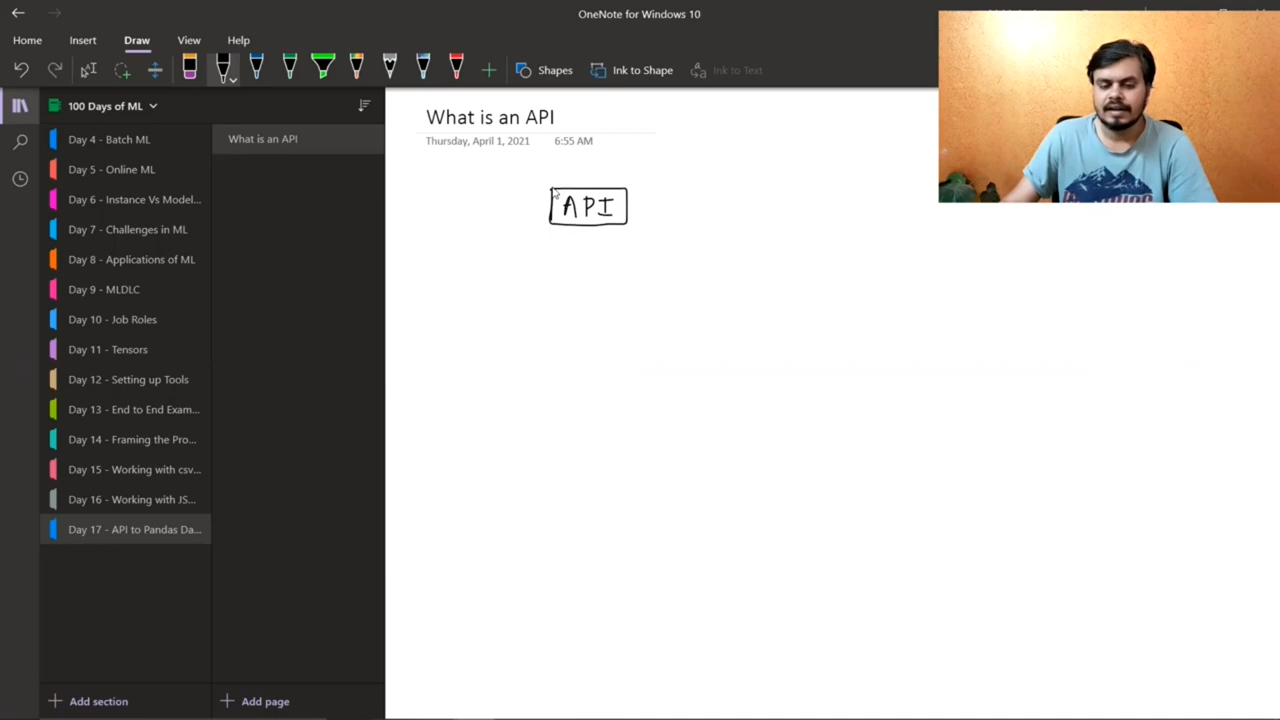 OneNote for Windows 10
Home Insert Draw View Help
Shapes Ink to Shape Ink to Text
100 Days of ML
Day 4 - Batch ML
Day 5 - Online ML
Day 6 - Instance Vs Model...
Day 7 - Challenges in ML
Day 8 - Applications of ML
Day 9 - MLDLC
Day 10 - Job Roles
Day 11 - Tensors
Day 12 - Setting up Tools
Day 13 - End to End Exam...
Day 14 - Framing the Pro...
Day 15 - Working with csv...
Day 16 - Working with JS...
Day 17 - API to Pandas Da...
Add section
What is an API
Add page
What is an API
Thursday, April 1, 2021 6:55 AM
API